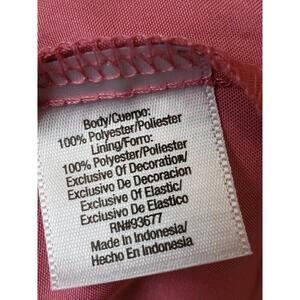 Body/Cuerpo:
100% Polyester/Poliester
Lining/Forro:
100% Polyester/Poliester
Exclusive Of Decoration/
Exclusivo De Decoracion
Exclusive Of Elastic/
Exclusivo De Elastico
RN#93677
Made In Indonesia/
Hecho En Indonesia